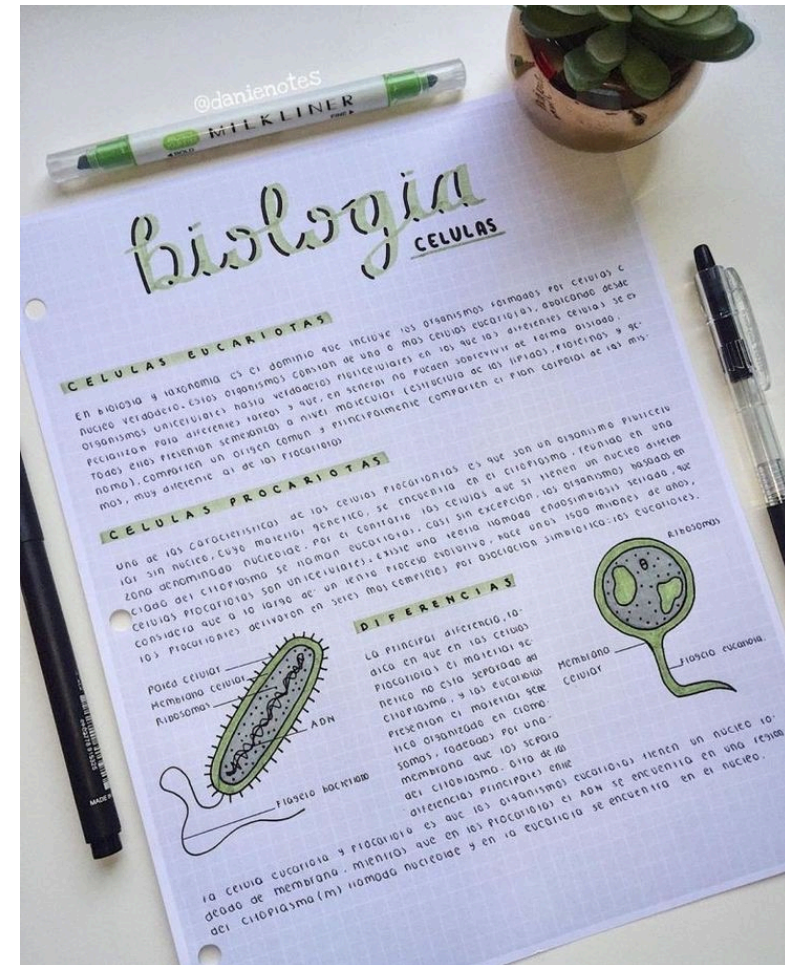 @danienotes
MILKLINER
biologia
CELULAS
CELULAS EUCARIOTAS
En biologia y taxonomia es el dominio que incluye los organismos formados por celulas c
nucleo verdadero. Estos organismos constan de una o mas celulas eucariotas, abarcando desde
organismos unicelulares hasta verdaderos pluricelulares en los que las diferentes celulas se es
pecializan para diferentes tareas y que, en general no pueden sobrevivir de forma aislada.
Todos ellos presentan semejanzas a nivel molecular (estructura de los lipidos, proteinas y ge-
noma), comparten un origen comun y principalmente comparten el plan corporal de los mis-
mos, muy diferente al de los procariotas
CELULAS PROCARIOTAS
una de las caracteristicas de las celulas procariontas es que son un organismo pluricelu
lar sin nucleo, cuyo material genetico, se encuentra en el citoplasma, reunido en una
zona denominada nucleoide. Por el contrario las celulas que si tienen un nucleo diferen
ciado del citoplasma se llaman eucariotas. Casi sin excepción, los organismos basados en
celulas procariotas son unicelulares. Existe una teoria llamada endosimbiosis seriada, que
considera que a lo largo de un lento proceso evolutivo, hace unos 1500 millones de años,
los procariontes derivaron en seres mas complejos por asociacion simbiotica: los eucariotes.
DIFERENCIAS
La principal diferencia, ra-
dica en que en las celulas
procariotas el material ge-
netico no esta separado del
citoplasma, y las eucariotas
presentan el material gene
tico organizado en cromo-
somas, rodeados por una
membrana que los separa
del citoplasma. Otra de las
diferencias principales entre
la celula eucariota y procariota es que los organismos eucariotas tienen un nucleo ro-
deado de membrana, mientras que en las procariotas el ADN se encuentra en una region
del citoplasma (m) llamada nucleoide y en la eucariota se encuentra en el nucleo.
Pared celular
Membrana celular
Ribosomas
ADN
Flagelo bacteriano
Ribosomas
Membrana
celular
Flagelo eucariota.